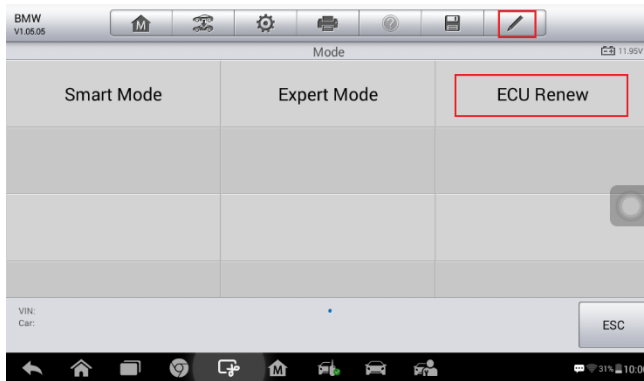 BMW
V1.05.05
M
?
Mode
11.95V
Smart Mode
Expert Mode
ECU Renew
VIN:
Car:
ESC
M
31%
10:0